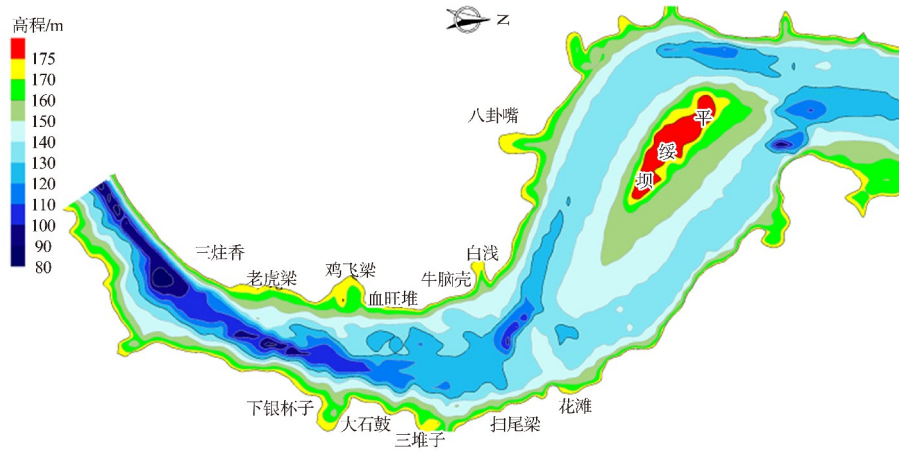 高程/m
175
170
160
150
140
130
120
110
100
90
80
N
八卦嘴
平
绥
坝
三炷香
老虎梁
鸡飞梁
血旺堆
牛脑壳
白浅
下银杯子
大石鼓
三堆子
扫尾梁
花滩